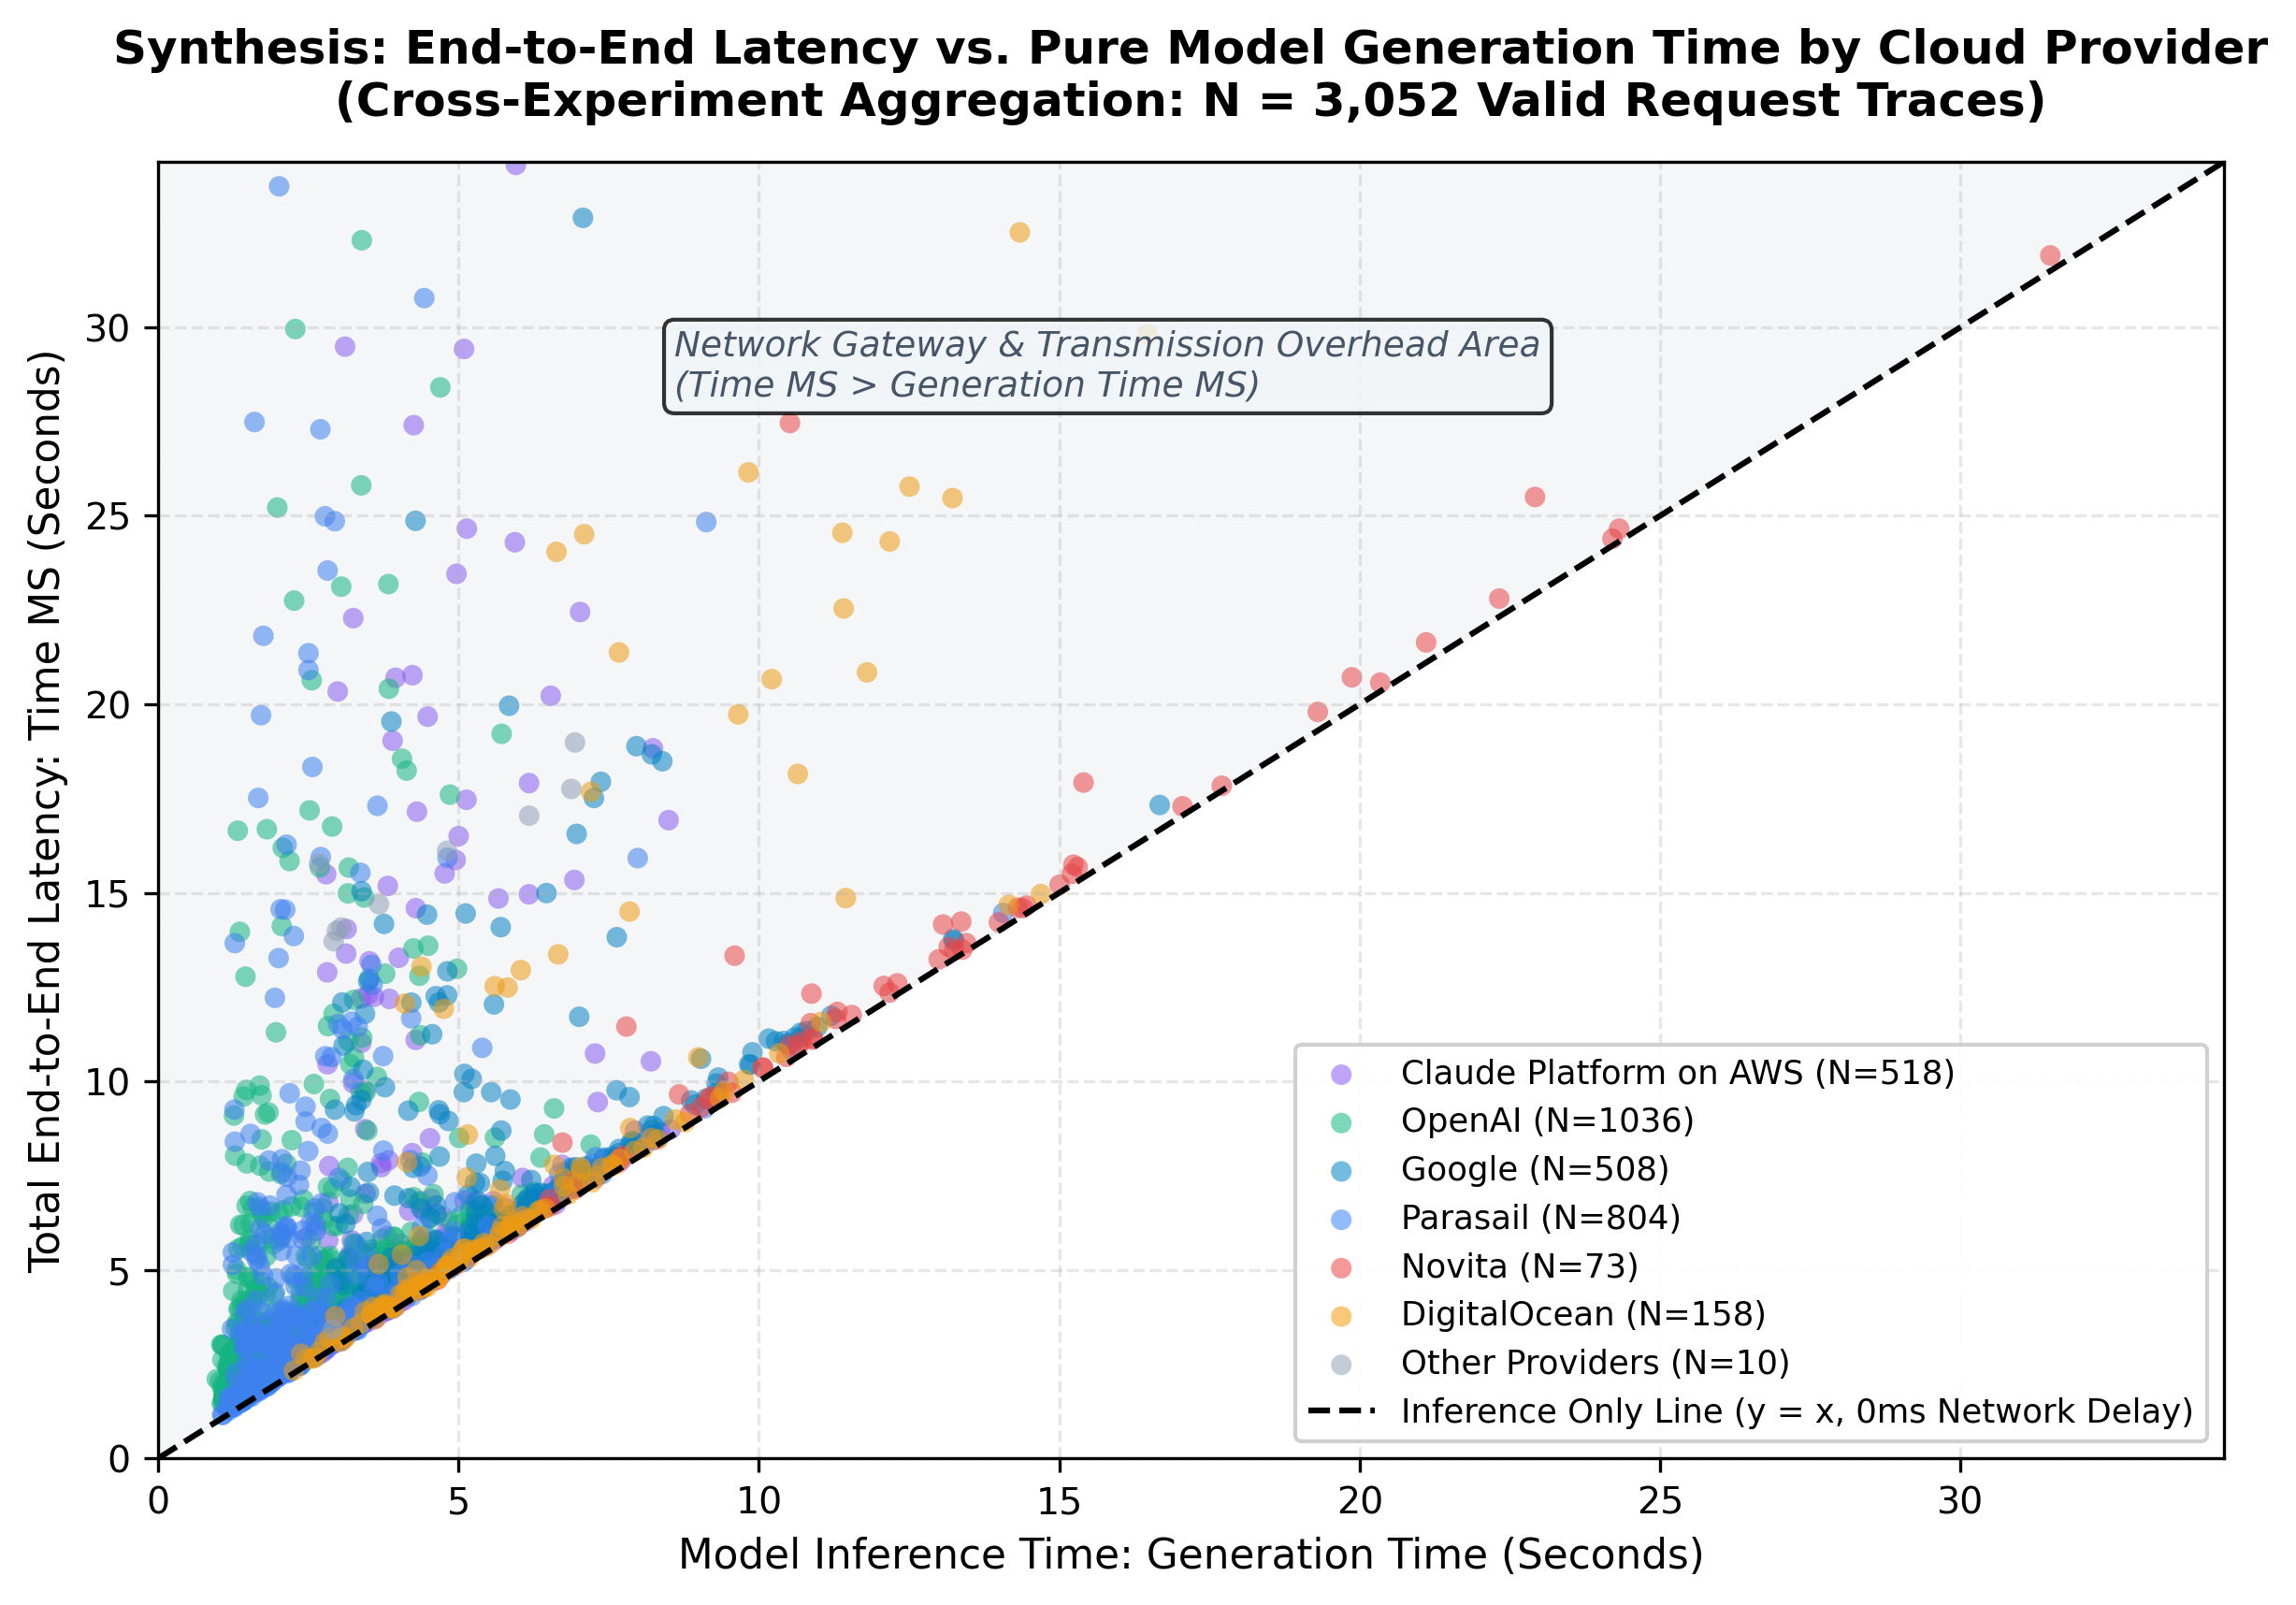 Synthesis: End-to-End Latency vs. Pure Model Generation Time by Cloud Provider
(Cross-Experiment Aggregation: N = 3,052 Valid Request Traces)
Total End-to-End Latency: Time MS (Seconds)
30
25
20
15
10
5
0
Network Gateway & Transmission Overhead Area
(Time MS > Generation Time MS)
Claude Platform on AWS (N=518)
OpenAI (N=1036)
Google (N=508)
Parasail (N=804)
Novita (N=73)
DigitalOcean (N=158)
Other Providers (N=10)
Inference Only Line (y = x, 0ms Network Delay)
0 5 10 15 20 25 30
Model Inference Time: Generation Time (Seconds)